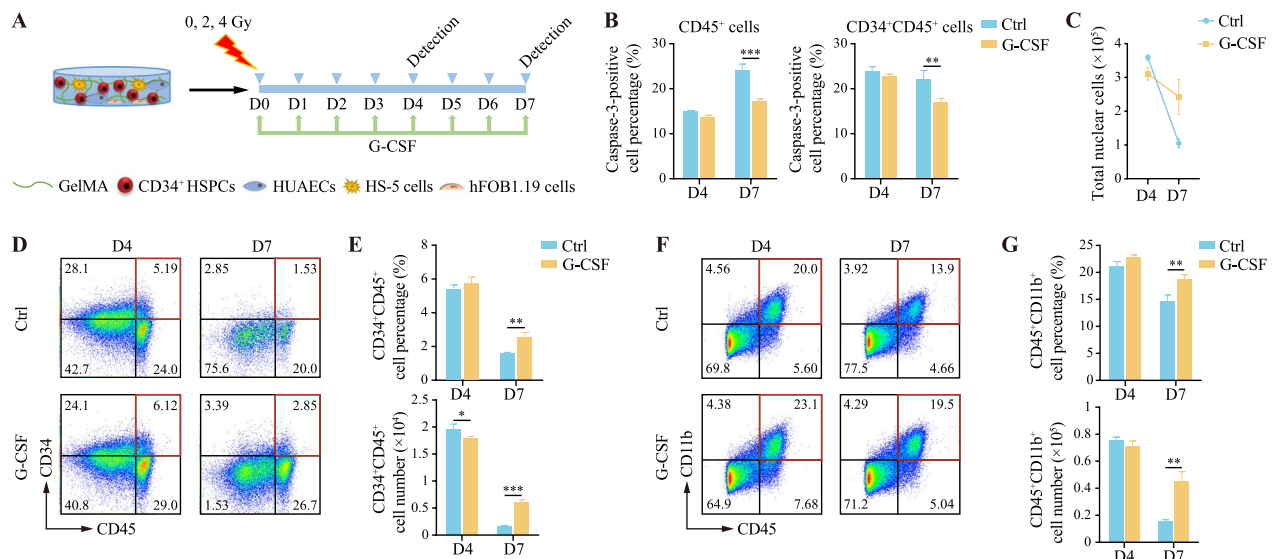 A
0, 2, 4 Gy
Detection
Detection
D0 D1 D2 D3 D4 D5 D6 D7
G-CSF
GelMA CD34⁺ HSPCs HUAECs HS-5 cells hFOB1.19 cells
B
CD45⁺ cells
Caspase-3-positive
cell percentage (%)
30
20
10
0
***
D4 D7
CD34⁺CD45⁺ cells
Caspase-3-positive
cell percentage (%)
30
20
10
0
**
D4 D7
Ctrl
G-CSF
C
Total nuclear cells (×10⁵)
4
3
2
1
0
D4 D7
Ctrl
G-CSF
D
D4 D7
Ctrl
28.1 5.19
42.7 24.0
2.85 1.53
75.6 20.0
G-CSF
24.1 6.12
40.8 29.0
3.39 2.85
1.53 26.7
CD34
CD45
E
Ctrl
G-CSF
CD34⁺CD45⁺
cell percentage (%)
8
6
4
2
0
**
D4 D7
CD34⁺CD45⁺
cell number (×10⁴)
2.5
2.0
1.5
1.0
0.5
0
*
***
D4 D7
F
D4 D7
Ctrl
4.56 20.0
69.8 5.60
3.92 13.9
77.5 4.66
G-CSF
4.38 23.1
64.9 7.68
4.29 19.5
71.2 5.04
CD11b
CD45
G
Ctrl
G-CSF
CD45⁺CD11b⁺
cell percentage (%)
25
20
15
10
5
0
**
D4 D7
CD45⁺CD11b⁺
cell number (×10⁵)
1.0
0.8
0.6
0.4
0.2
0
**
D4 D7